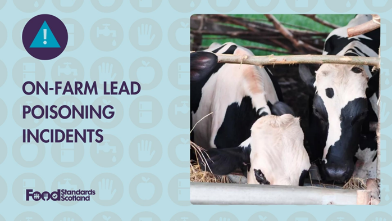 ON-FARM LEAD
POISONING
INCIDENTS
Food Standards
Scotland